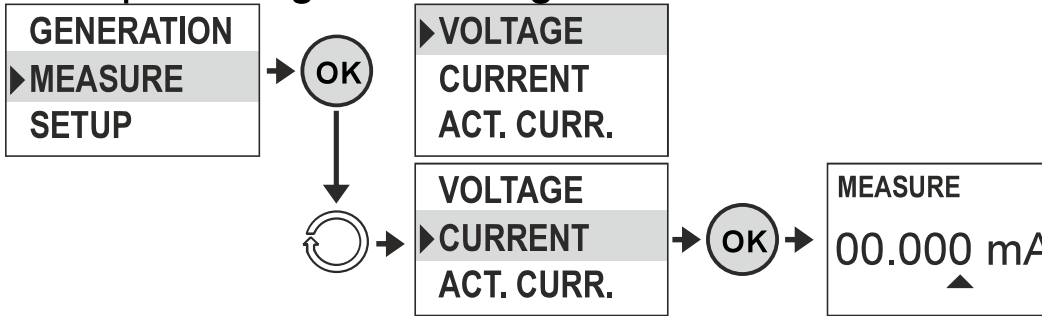 GENERATION
MEASURE
SETUP
OK
VOLTAGE
CURRENT
ACT. CURR.
VOLTAGE
CURRENT
ACT. CURR.
OK
MEASURE
00.000 mA